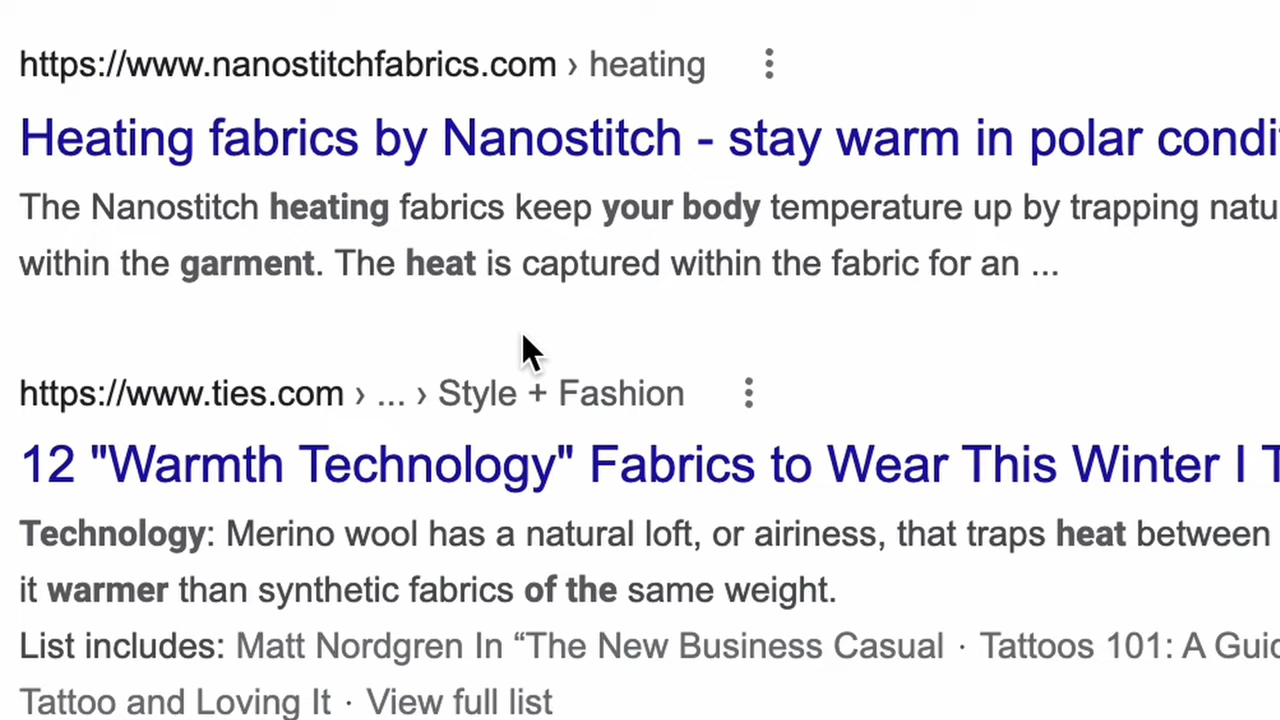 https://www.nanostitchfabrics.com › heating
Heating fabrics by Nanostitch - stay warm in polar
The Nanostitch heating fabrics keep your body temperature up by trapping
within the garment. The heat is captured within the fabric for an ...
https://www.ties.com › ... › Style + Fashion
12 "Warmth Technology" Fabrics to Wear This Winter I
Technology: Merino wool has a natural loft, or airiness, that traps heat between
it warmer than synthetic fabrics of the same weight.
List includes: Matt Nordgren In “The New Business Casual · Tattoos 101: A
Tattoo and Loving It · View full list